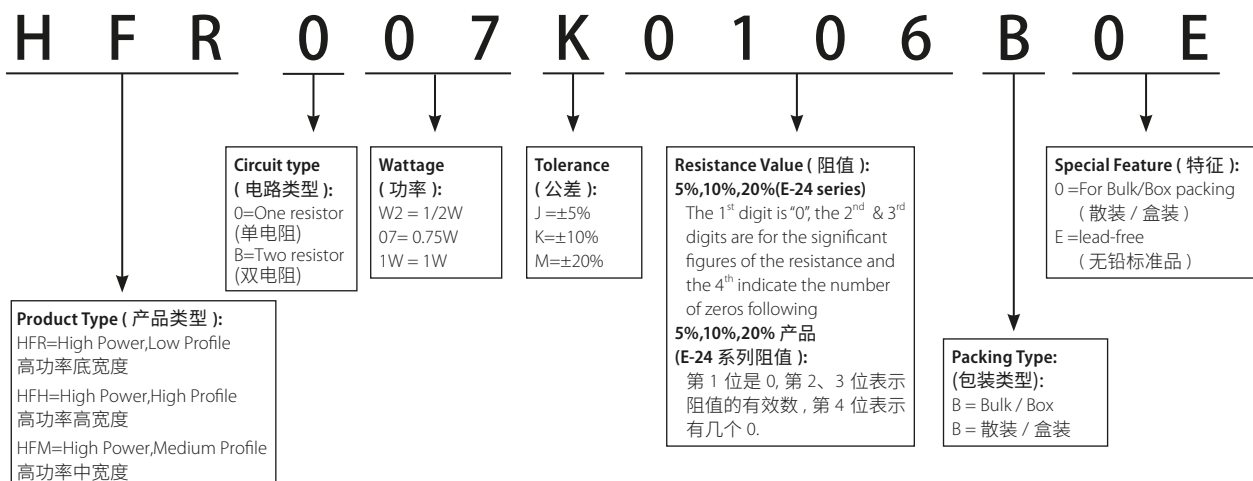 H F R 0 0 7 K 0 1 0 6 B 0 E
Circuit type
( 电路类型 ):
0=One resistor
(单电阻)
B=Two resistor
(双电阻)
Wattage
( 功率 ):
W2 = 1/2W
07= 0.75W
1W = 1W
Tolerance
( 公差 ):
J =±5%
K=±10%
M=±20%
Resistance Value ( 阻值 ):
5%,10%,20%(E-24 series)
The 1st digit is “0”, the 2nd & 3rd
digits are for the significant
figures of the resistance and
the 4th indicate the number
of zeros following
5%,10%,20% 产品
(E-24 系列阻值 ):
第 1 位是 0, 第 2、3 位表示
阻值的有效数 , 第 4 位表示
有几个 0.
Special Feature ( 特征 ):
0 =For Bulk/Box packing
( 散装 / 盒装 )
E =lead-free
( 无铅标准品 )
Product Type ( 产品类型 ):
HFR=High Power,Low Profile
高功率底宽度
HFH=High Power,High Profile
高功率高宽度
HFM=High Power,Medium Profile
高功率中宽度
Packing Type:
(包装类型):
B = Bulk / Box
B = 散装 / 盒装